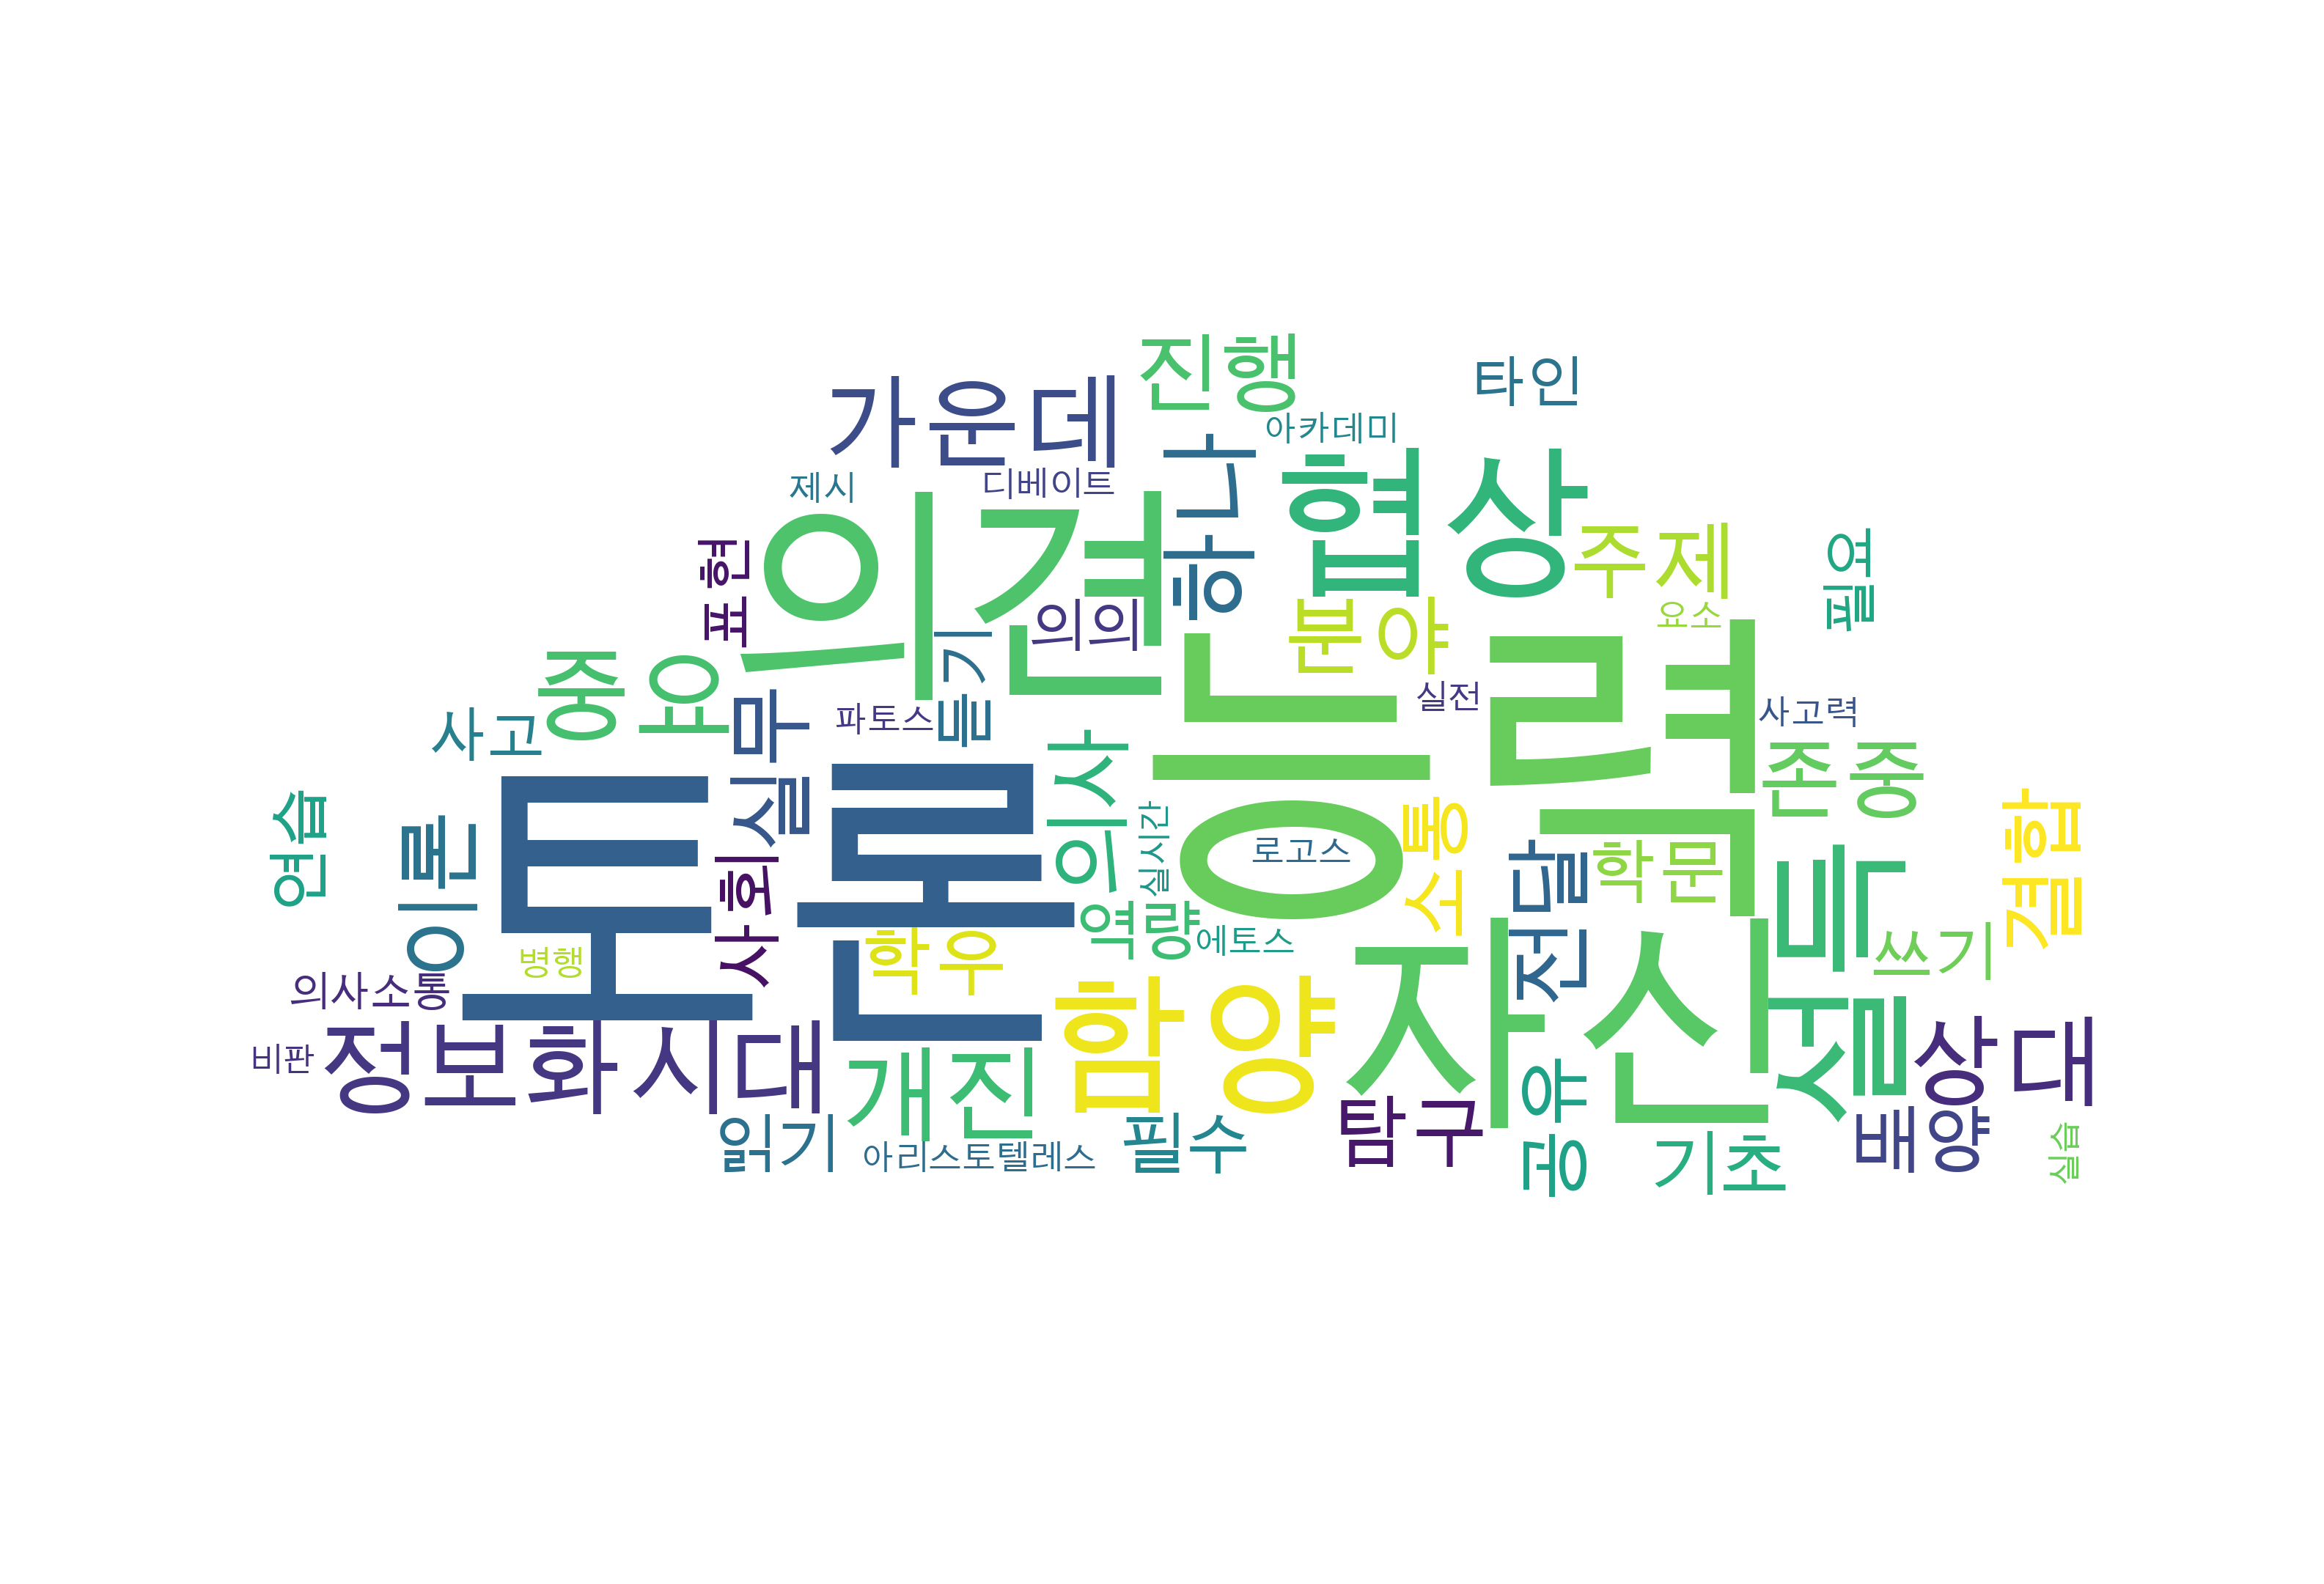 진행
타인
가운데
아카데미
하나
협상
제시
디베이트
의견
주제
표현
필요
의의
분야
요소
능력
듣기
중요
실무
파토스
실전
사고력
사고
존중
토론
의사
연습
이론
경험
실시간
소통
로고스
전달
학문
설득
사회
역량
에토스
학우
자신
쓰기
병행
의사소통
함양
정보화시대
비판
개진
상대
공유
탐구
배양
읽기
아리스토텔레스
필수
기초
실습